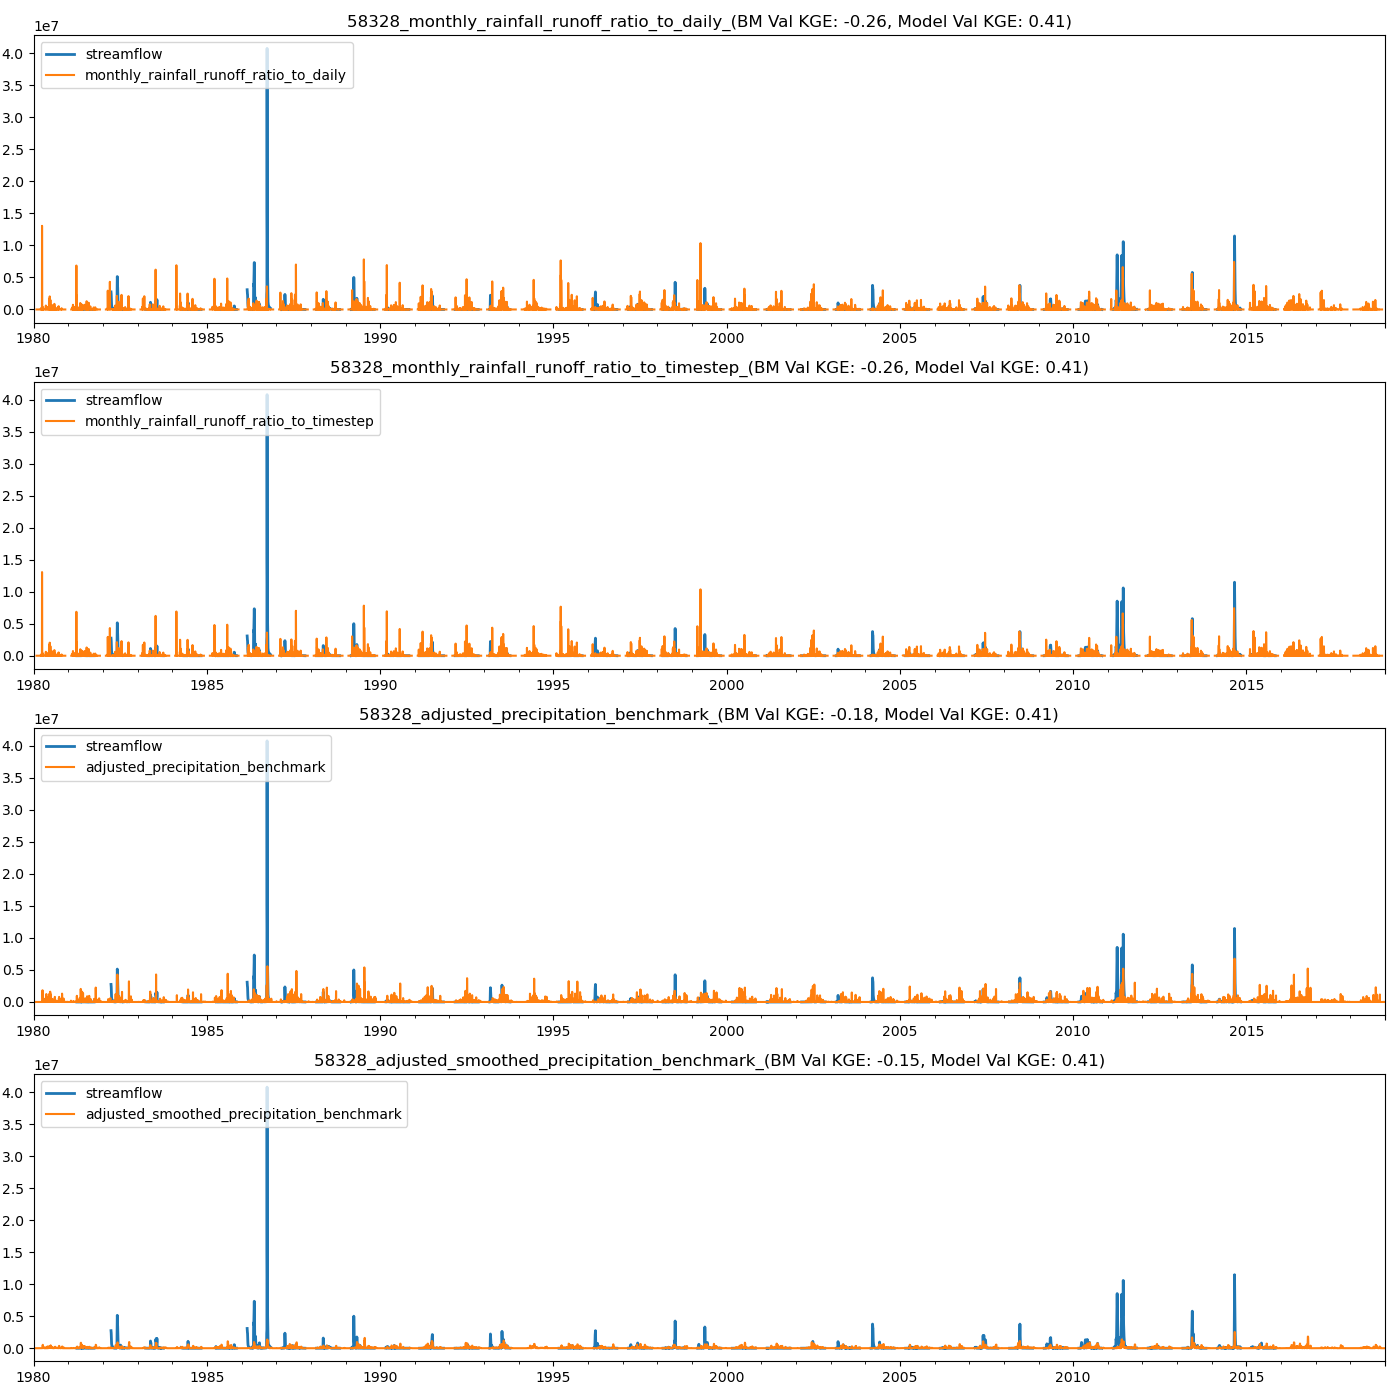 58328_monthly_rainfall_runoff_ratio_to_daily_(BM Val KGE: -0.26, Model Val KGE: 0.41)
1e7
streamflow
monthly_rainfall_runoff_ratio_to_daily
4.0
3.5
3.0
2.5
2.0
1.5
1.0
0.5
0.0
1980 1985 1990 1995 2000 2005 2010 2015
58328_monthly_rainfall_runoff_ratio_to_timestep_(BM Val KGE: -0.26, Model Val KGE: 0.41)
1e7
streamflow
monthly_rainfall_runoff_ratio_to_timestep
4.0
3.5
3.0
2.5
2.0
1.5
1.0
0.5
0.0
1980 1985 1990 1995 2000 2005 2010 2015
58328_adjusted_precipitation_benchmark_(BM Val KGE: -0.18, Model Val KGE: 0.41)
1e7
streamflow
adjusted_precipitation_benchmark
4.0
3.5
3.0
2.5
2.0
1.5
1.0
0.5
0.0
1980 1985 1990 1995 2000 2005 2010 2015
58328_adjusted_smoothed_precipitation_benchmark_(BM Val KGE: -0.15, Model Val KGE: 0.41)
1e7
streamflow
adjusted_smoothed_precipitation_benchmark
4.0
3.5
3.0
2.5
2.0
1.5
1.0
0.5
0.0
1980 1985 1990 1995 2000 2005 2010 2015